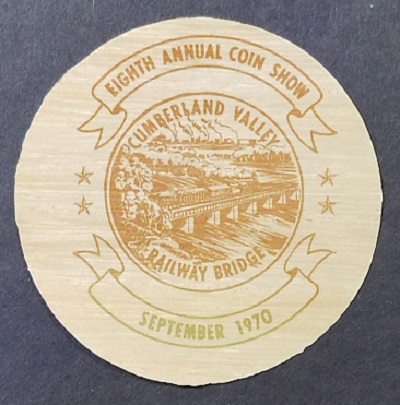 EIGHTH ANNUAL COIN SHOW
CUMBERLAND VALLEY
RAILWAY BRIDGE
SEPTEMBER 1970